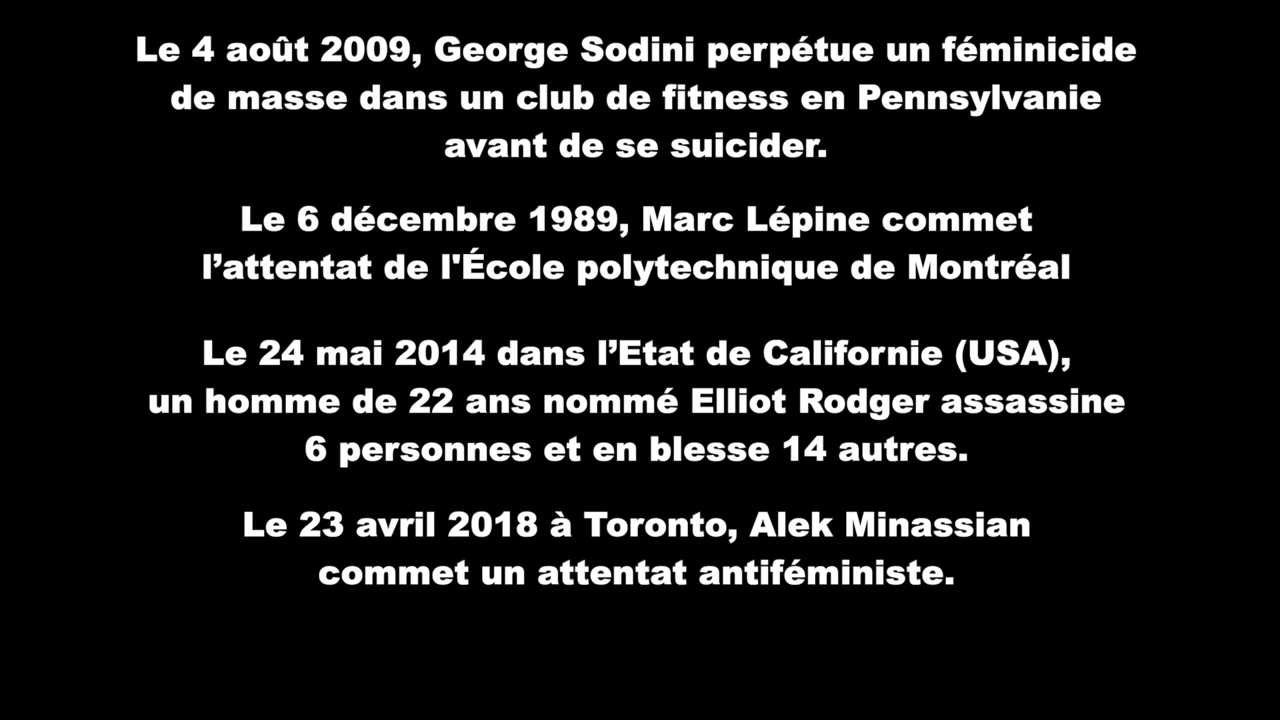 Le 4 août 2009, George Sodini perpétue un féminicide
de masse dans un club de fitness en Pennsylvanie
avant de se suicider.
Le 6 décembre 1989, Marc Lépine commet
l’attentat de l'École polytechnique de Montréal
Le 24 mai 2014 dans l’Etat de Californie (USA),
un homme de 22 ans nommé Elliot Rodger assassine
6 personnes et en blesse 14 autres.
Le 23 avril 2018 à Toronto, Alek Minassian
commet un attentat antiféministe.